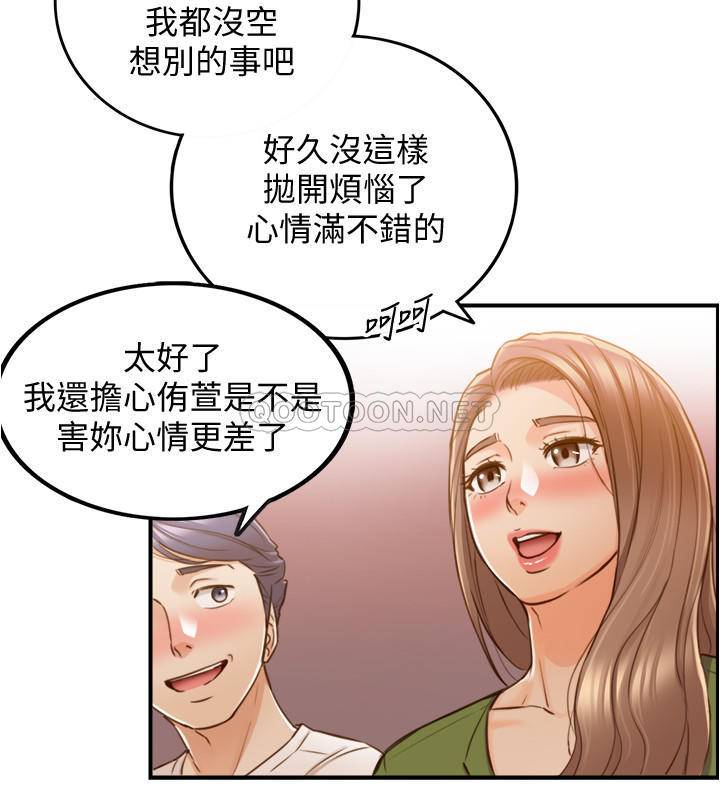 我都沒空
想別的事吧
好久沒這樣
拋開煩惱了
心情滿不錯的
呵呵
太好了
我還擔心侑萱是不是
害妳心情更差了
QOOTOON.NET